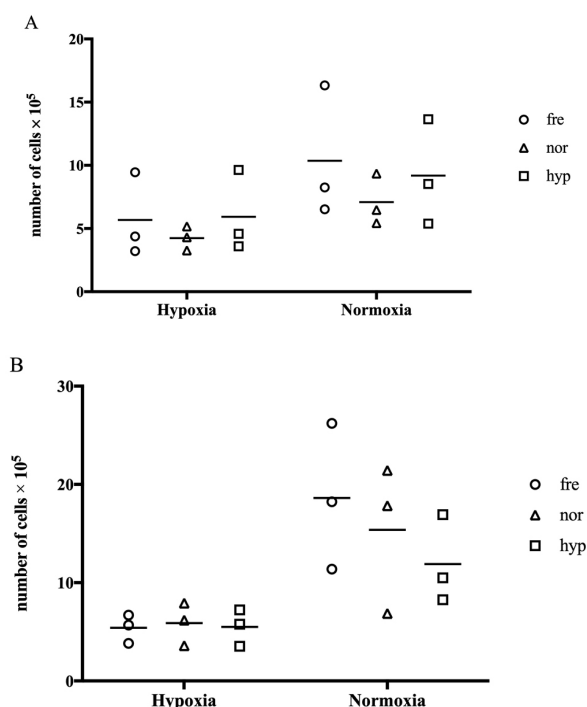 A
number of cells × 10⁵
20
15
10
5
0
Hypoxia Normoxia
fre
nor
hyp
B
number of cells × 10⁵
30
20
10
0
Hypoxia Normoxia
fre
nor
hyp